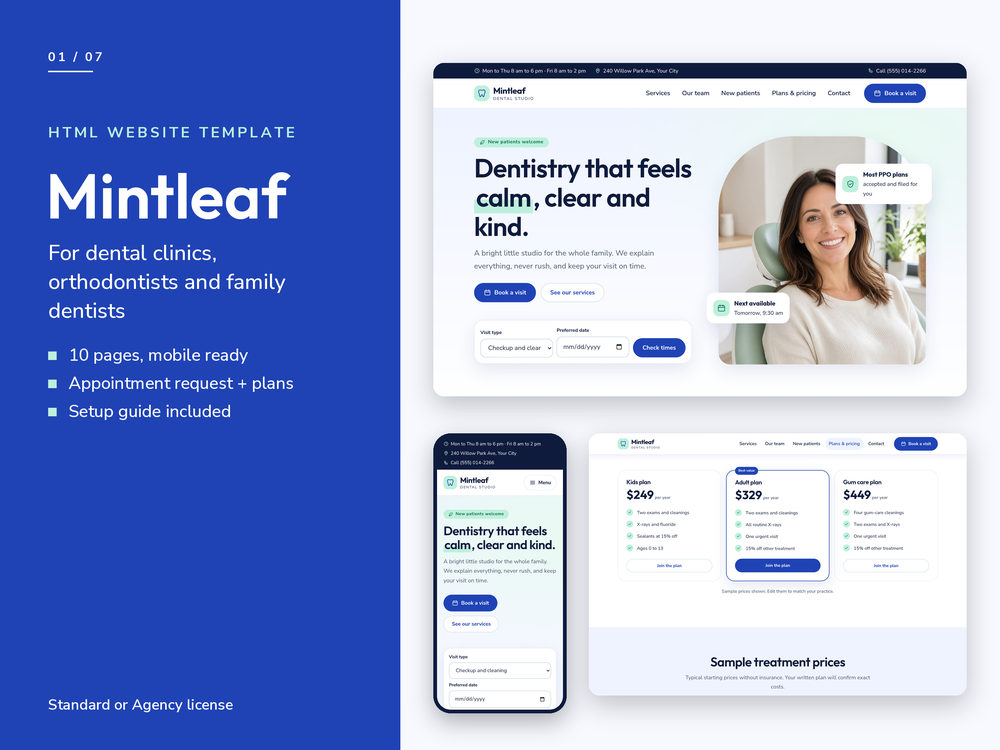 01 / 07
HTML WEBSITE TEMPLATE
Mintleaf
For dental clinics,
orthodontists and family
dentists
10 pages, mobile ready
Appointment request + plans
Setup guide included
Standard or Agency license
Mon to Thu 8 am to 6 pm · Fri 8 am to 2 pm
240 Willow Park Ave, Your City
Call (555) 014-2266
Mintleaf
DENTAL STUDIO
Services
Our team
New patients
Plans & pricing
Contact
Book a visit
New patients welcome
Dentistry that feels
calm, clear and
kind.
A bright little studio for the whole family. We explain
everything, never rush, and keep your visit on time.
Book a visit
See our services
Visit type
Preferred date
Checkup and clear
mm/dd/yyyy
Check times
Most PPO plans
accepted and filed for
you
Next available
Tomorrow, 9:30 am
Mon to Thu 8 am to 6 pm · Fri 8 am to 2 pm
240 Willow Park Ave, Your City
Call (555) 014-2266
Mintleaf
DENTAL STUDIO
Menu
New patients welcome
Dentistry that feels
calm, clear and kind.
A bright little studio for the whole family.
We explain everything, never rush, and keep
your visit on time.
Book a visit
See our services
Visit type
Checkup and cleaning
Preferred date
mm/dd/yyyy
Mintleaf
DENTAL STUDIO
Services
Our team
New patients
Plans & pricing
Contact
Book a visit
Kids plan
$249 per year
Two exams and cleanings
X-rays and fluoride
Sealants at 15% off
Ages 0 to 13
Join the plan
Best value
Adult plan
$329 per year
Two exams and cleanings
All routine X-rays
One urgent visit
15% off other treatment
Join the plan
Gum care plan
$449 per year
Four gum-care cleanings
Two exams and X-rays
One urgent visit
15% off other treatment
Join the plan
Sample prices shown. Edit them to match your practice.
Sample treatment prices
Typical starting prices without insurance. Your written plan will confirm exact
costs.